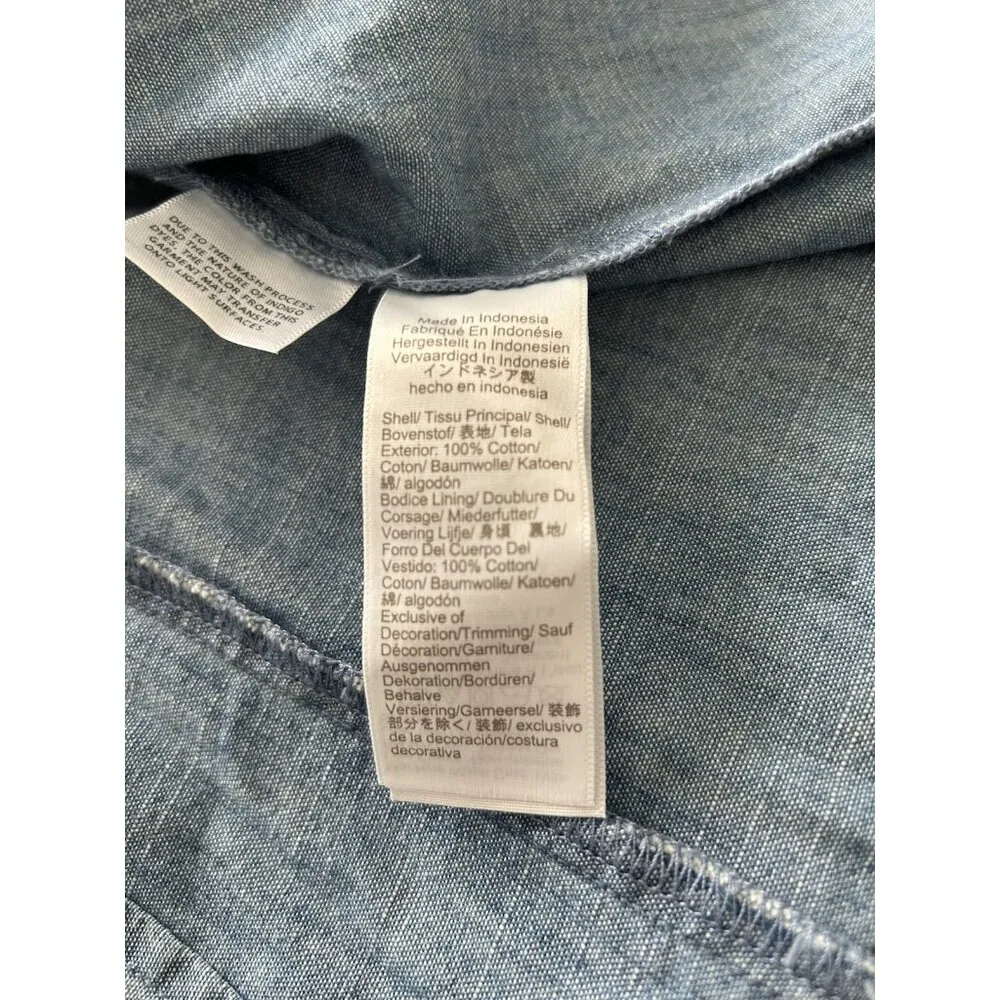 DUE TO THIS WASH PROCESS
AND THE NATURE OF INDIGO
DYES, THE COLOR FROM THIS
GARMENT MAY TRANSFER
ONTO LIGHT SURFACES.
Made In Indonesia
Fabriqué En Indonésie
Hergestellt In Indonesien
Vervaardigd In Indonesië
インドネシア製
hecho en indonesia
Shell/ Tissu Principal/ Shell/
Bovenstof/ 表地/ Tela
Exterior: 100% Cotton/
Coton/ Baumwolle/ Katoen/
綿/ algodón
Bodice Lining/ Doublure Du
Corsage/ Miederfutter/
Voering Lijfje/ 身頃 裏地/
Forro Del Cuerpo Del
Vestido: 100% Cotton/
Coton/ Baumwolle/ Katoen/
綿/ algodón
Exclusive of
Decoration/Trimming/ Sauf
Décoration/Garniture/
Ausgenommen
Dekoration/Bordüren/
Behalve
Versiering/Garneersel/ 装飾
部分を除く/ 装飾/ exclusivo
de la decoración/costura
decorativa